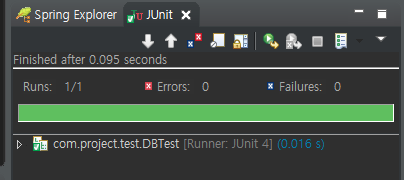 Spring Explorer JUnit
Finished after 0.095 seconds
Runs: 1/1 Errors: 0 Failures: 0
com.project.test.DBTest [Runner: JUnit 4] (0.016 s)